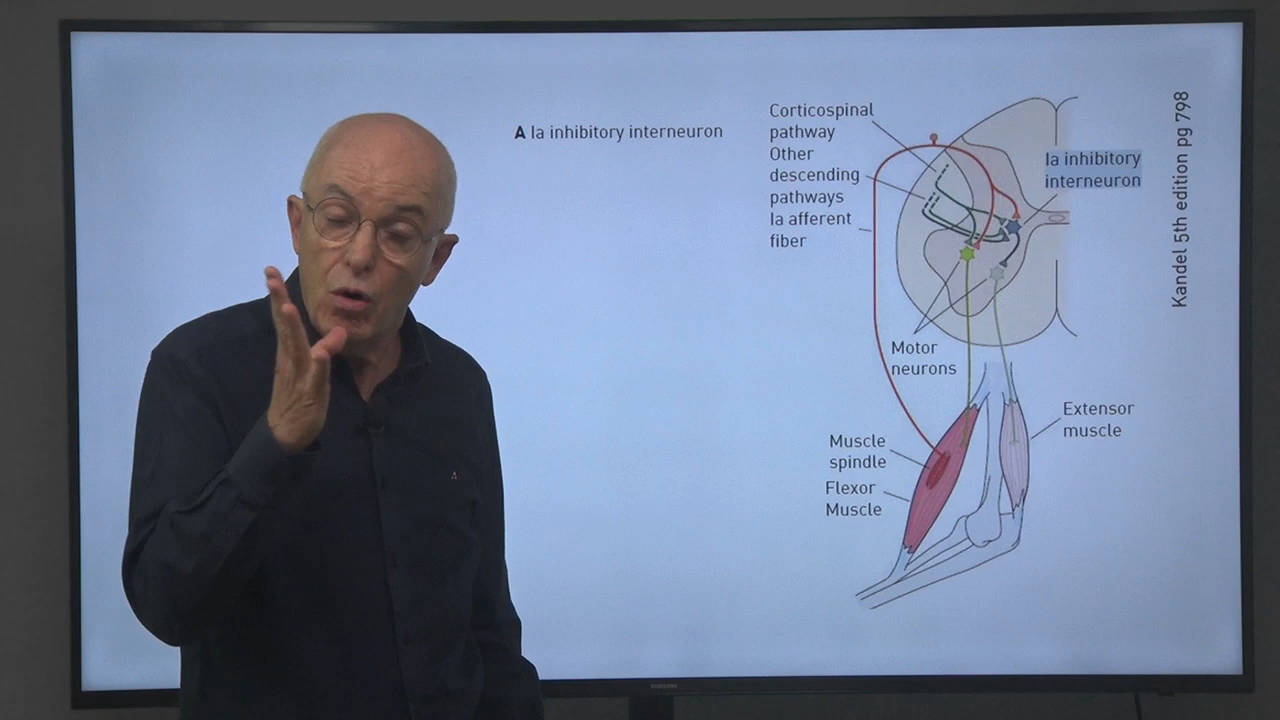 A Ia inhibitory interneuron
Corticospinal
pathway
Other
descending
pathways
Ia afferent
fiber
Ia inhibitory
interneuron
Kandel 5th edition pg 798
Motor
neurons
Extensor
muscle
Muscle
spindle
Flexor
Muscle
SAMSUNG